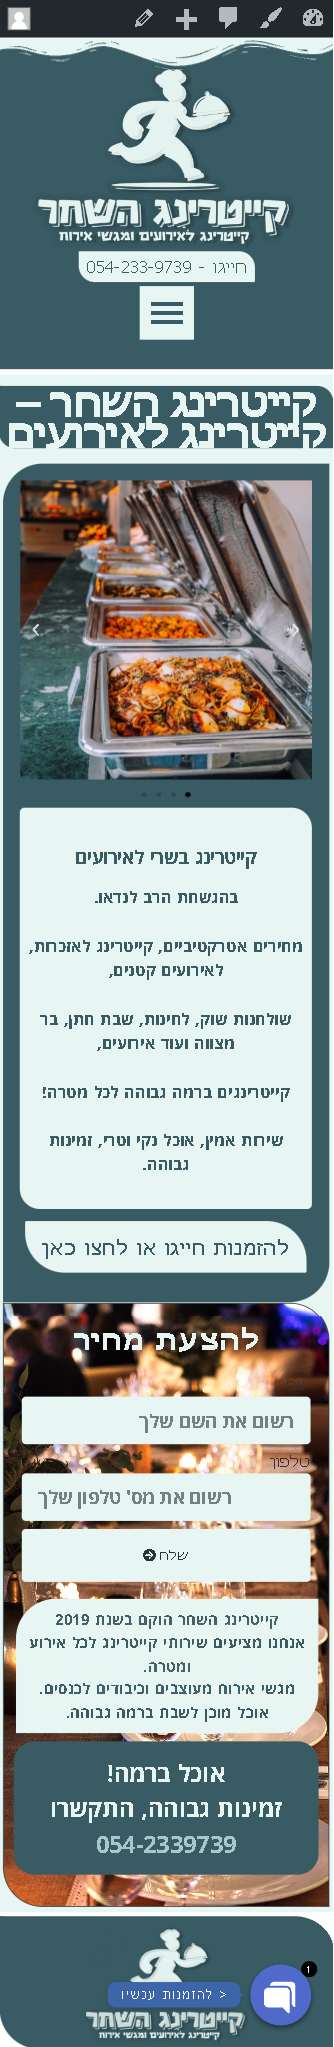 קייטרינג השחר
קייטרינג לאירועים ומגשי אירוח
חייגו - 054-233-9739
קייטרינג השחר –
קייטרינג לאירועים
קייטרינג בשרי לאירועים
בהגשחת הרב לנדאו.
מחירים אטרקטיביים, קייטרינג לאזכרות,
לאירועים קטנים,
שולחנות שוק, לחינות, שבת חתן, בר
מצווה ועוד אירועים,
קייטרינגים ברמה גבוהה לכל מטרה!
שירות אמין, אוכל נקי וטרי, זמינות
גבוהה.
להזמנות חייגו או לחצו כאן
להצעת מחיר
שם
רשום את השם שלך
טלפון
רשום את מס' טלפון שלך
שלח
קייטרינג השחר הוקם בשנת 2019
אנחנו מציעים שירותי קייטרינג לכל אירוע
ומטרה.
מגשי אירוח מעוצבים וכיבודים לכנסים.
אוכל מוכן לשבת ברמה גבוהה.
אוכל ברמה!
זמינות גבוהה, התקשרו
054-2339739
1
להזמנות עכשיו >
קייטרינג השחר
קייטרינג לאירועים ומגשי אירוח